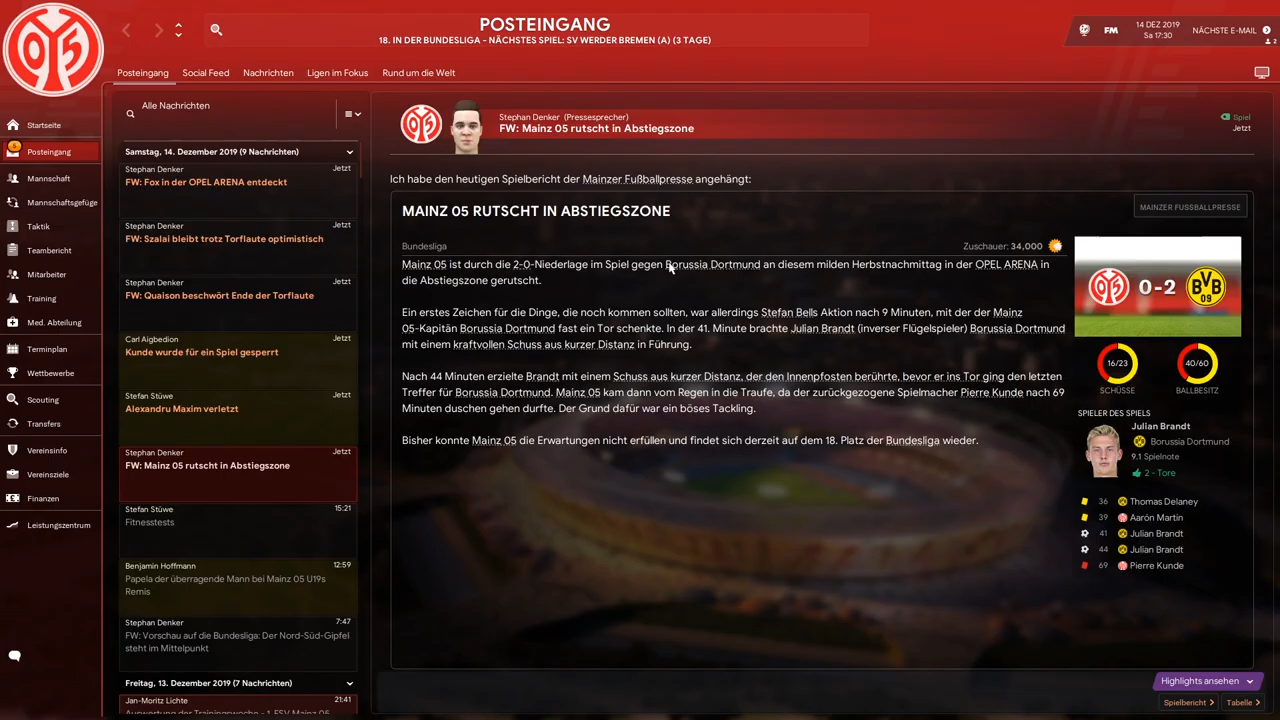 POSTEINGANG
18. IN DER BUNDESLIGA - NÄCHSTES SPIEL: SV WERDER BREMEN (A) (3 TAGE)
FM
14 DEZ 2019
Sa 17:30
NÄCHSTE E-MAIL
2
Posteingang
Social Feed
Nachrichten
Ligen im Fokus
Rund um die Welt
Startseite
Posteingang
Mannschaft
Mannschaftsgefüge
Taktik
Teambericht
Mitarbeiter
Training
Med. Abteilung
Terminplan
Wettbewerbe
Scouting
Transfers
Vereinsinfo
Vereinsziele
Finanzen
Leistungszentrum
Alle Nachrichten
Samstag, 14. Dezember 2019 (9 Nachrichten)
Stephan Denker Jetzt
FW: Fox in der OPEL ARENA entdeckt
Stephan Denker Jetzt
FW: Szalai bleibt trotz Torflaute optimistisch
Stephan Denker Jetzt
FW: Quaison beschwört Ende der Torflaute
Carl Aigbedion Jetzt
Kunde wurde für ein Spiel gesperrt
Stefan Stüwe Jetzt
Alexandru Maxim verletzt
Stephan Denker Jetzt
FW: Mainz 05 rutscht in Abstiegszone
Stefan Stüwe 15:21
Fitnesstests
Benjamin Hoffmann 12:59
Papela der überragende Mann bei Mainz 05 U19s
Remis
Stephan Denker 7:47
FW: Vorschau auf die Bundesliga: Der Nord-Süd-Gipfel
steht im Mittelpunkt
Freitag, 13. Dezember 2019 (7 Nachrichten)
Jan-Moritz Lichte 21:41
Auswertung der Trainingswoche - 1. FSV Mainz 05
Stephan Denker (Pressesprecher)
FW: Mainz 05 rutscht in Abstiegszone
Spiel
Jetzt
Ich habe den heutigen Spielbericht der Mainzer Fußballpresse angehängt:
MAINZ 05 RUTSCHT IN ABSTIEGSZONE
MAINZER FUSSBALLPRESSE
Bundesliga
Zuschauer: 34,000
Mainz 05 ist durch die 2-0-Niederlage im Spiel gegen Borussia Dortmund an diesem milden Herbstnachmittag in der OPEL ARENA in
die Abstiegszone gerutscht.
Ein erstes Zeichen für die Dinge, die noch kommen sollten, war allerdings Stefan Bells Aktion nach 9 Minuten, mit der der Mainz
05-Kapitän Borussia Dortmund fast ein Tor schenkte. In der 41. Minute brachte Julian Brandt (inverser Flügelspieler) Borussia Dortmund
mit einem kraftvollen Schuss aus kurzer Distanz in Führung.
Nach 44 Minuten erzielte Brandt mit einem Schuss aus kurzer Distanz, der den Innenpfosten berührte, bevor er ins Tor ging den letzten
Treffer für Borussia Dortmund. Mainz 05 kam dann vom Regen in die Traufe, da der zurückgezogene Spielmacher Pierre Kunde nach 69
Minuten duschen gehen durfte. Der Grund dafür war ein böses Tackling.
Bisher konnte Mainz 05 die Erwartungen nicht erfüllen und findet sich derzeit auf dem 18. Platz der Bundesliga wieder.
0-2
BVB
09
16/23
SCHÜSSE
40/60
BALLBESITZ
SPIELER DES SPIELS
Julian Brandt
Borussia Dortmund
9.1 Spielnote
2 - Tore
36 Thomas Delaney
39 Aarón Martín
41 Julian Brandt
44 Julian Brandt
69 Pierre Kunde
Highlights ansehen
Spielbericht
Tabelle